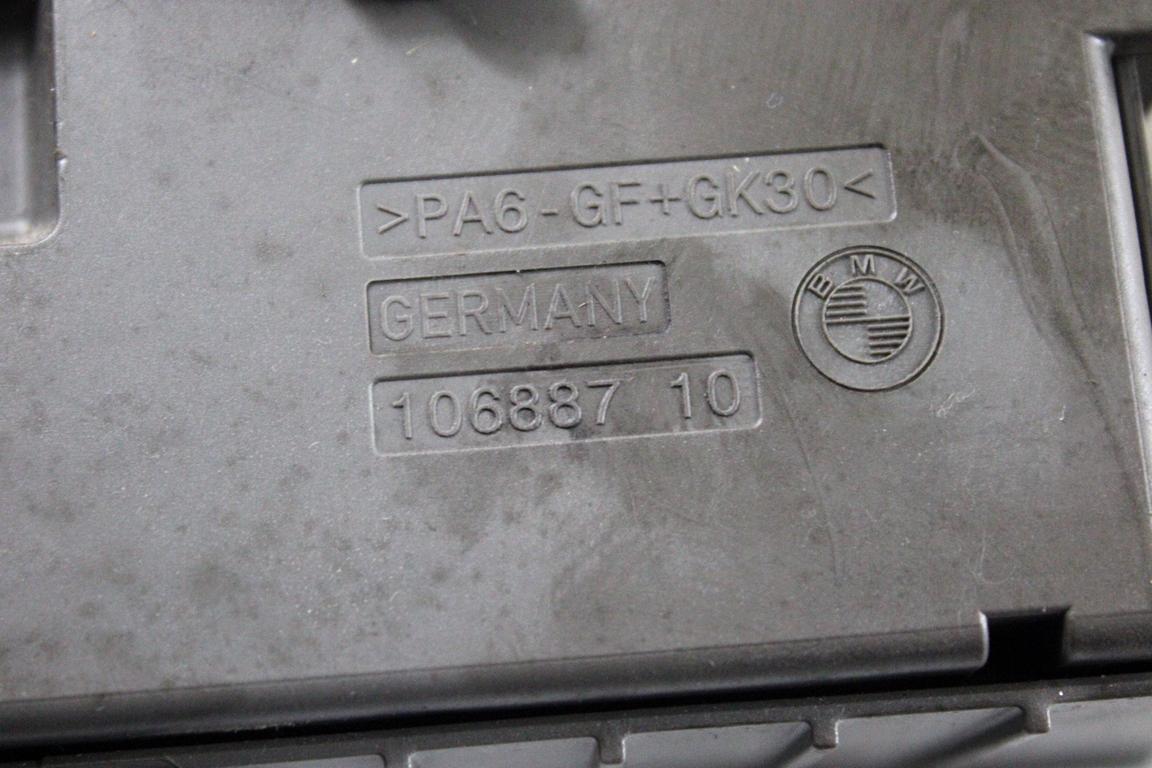 >PA6-GF+GK30<
GERMANY
BMW
106887 10